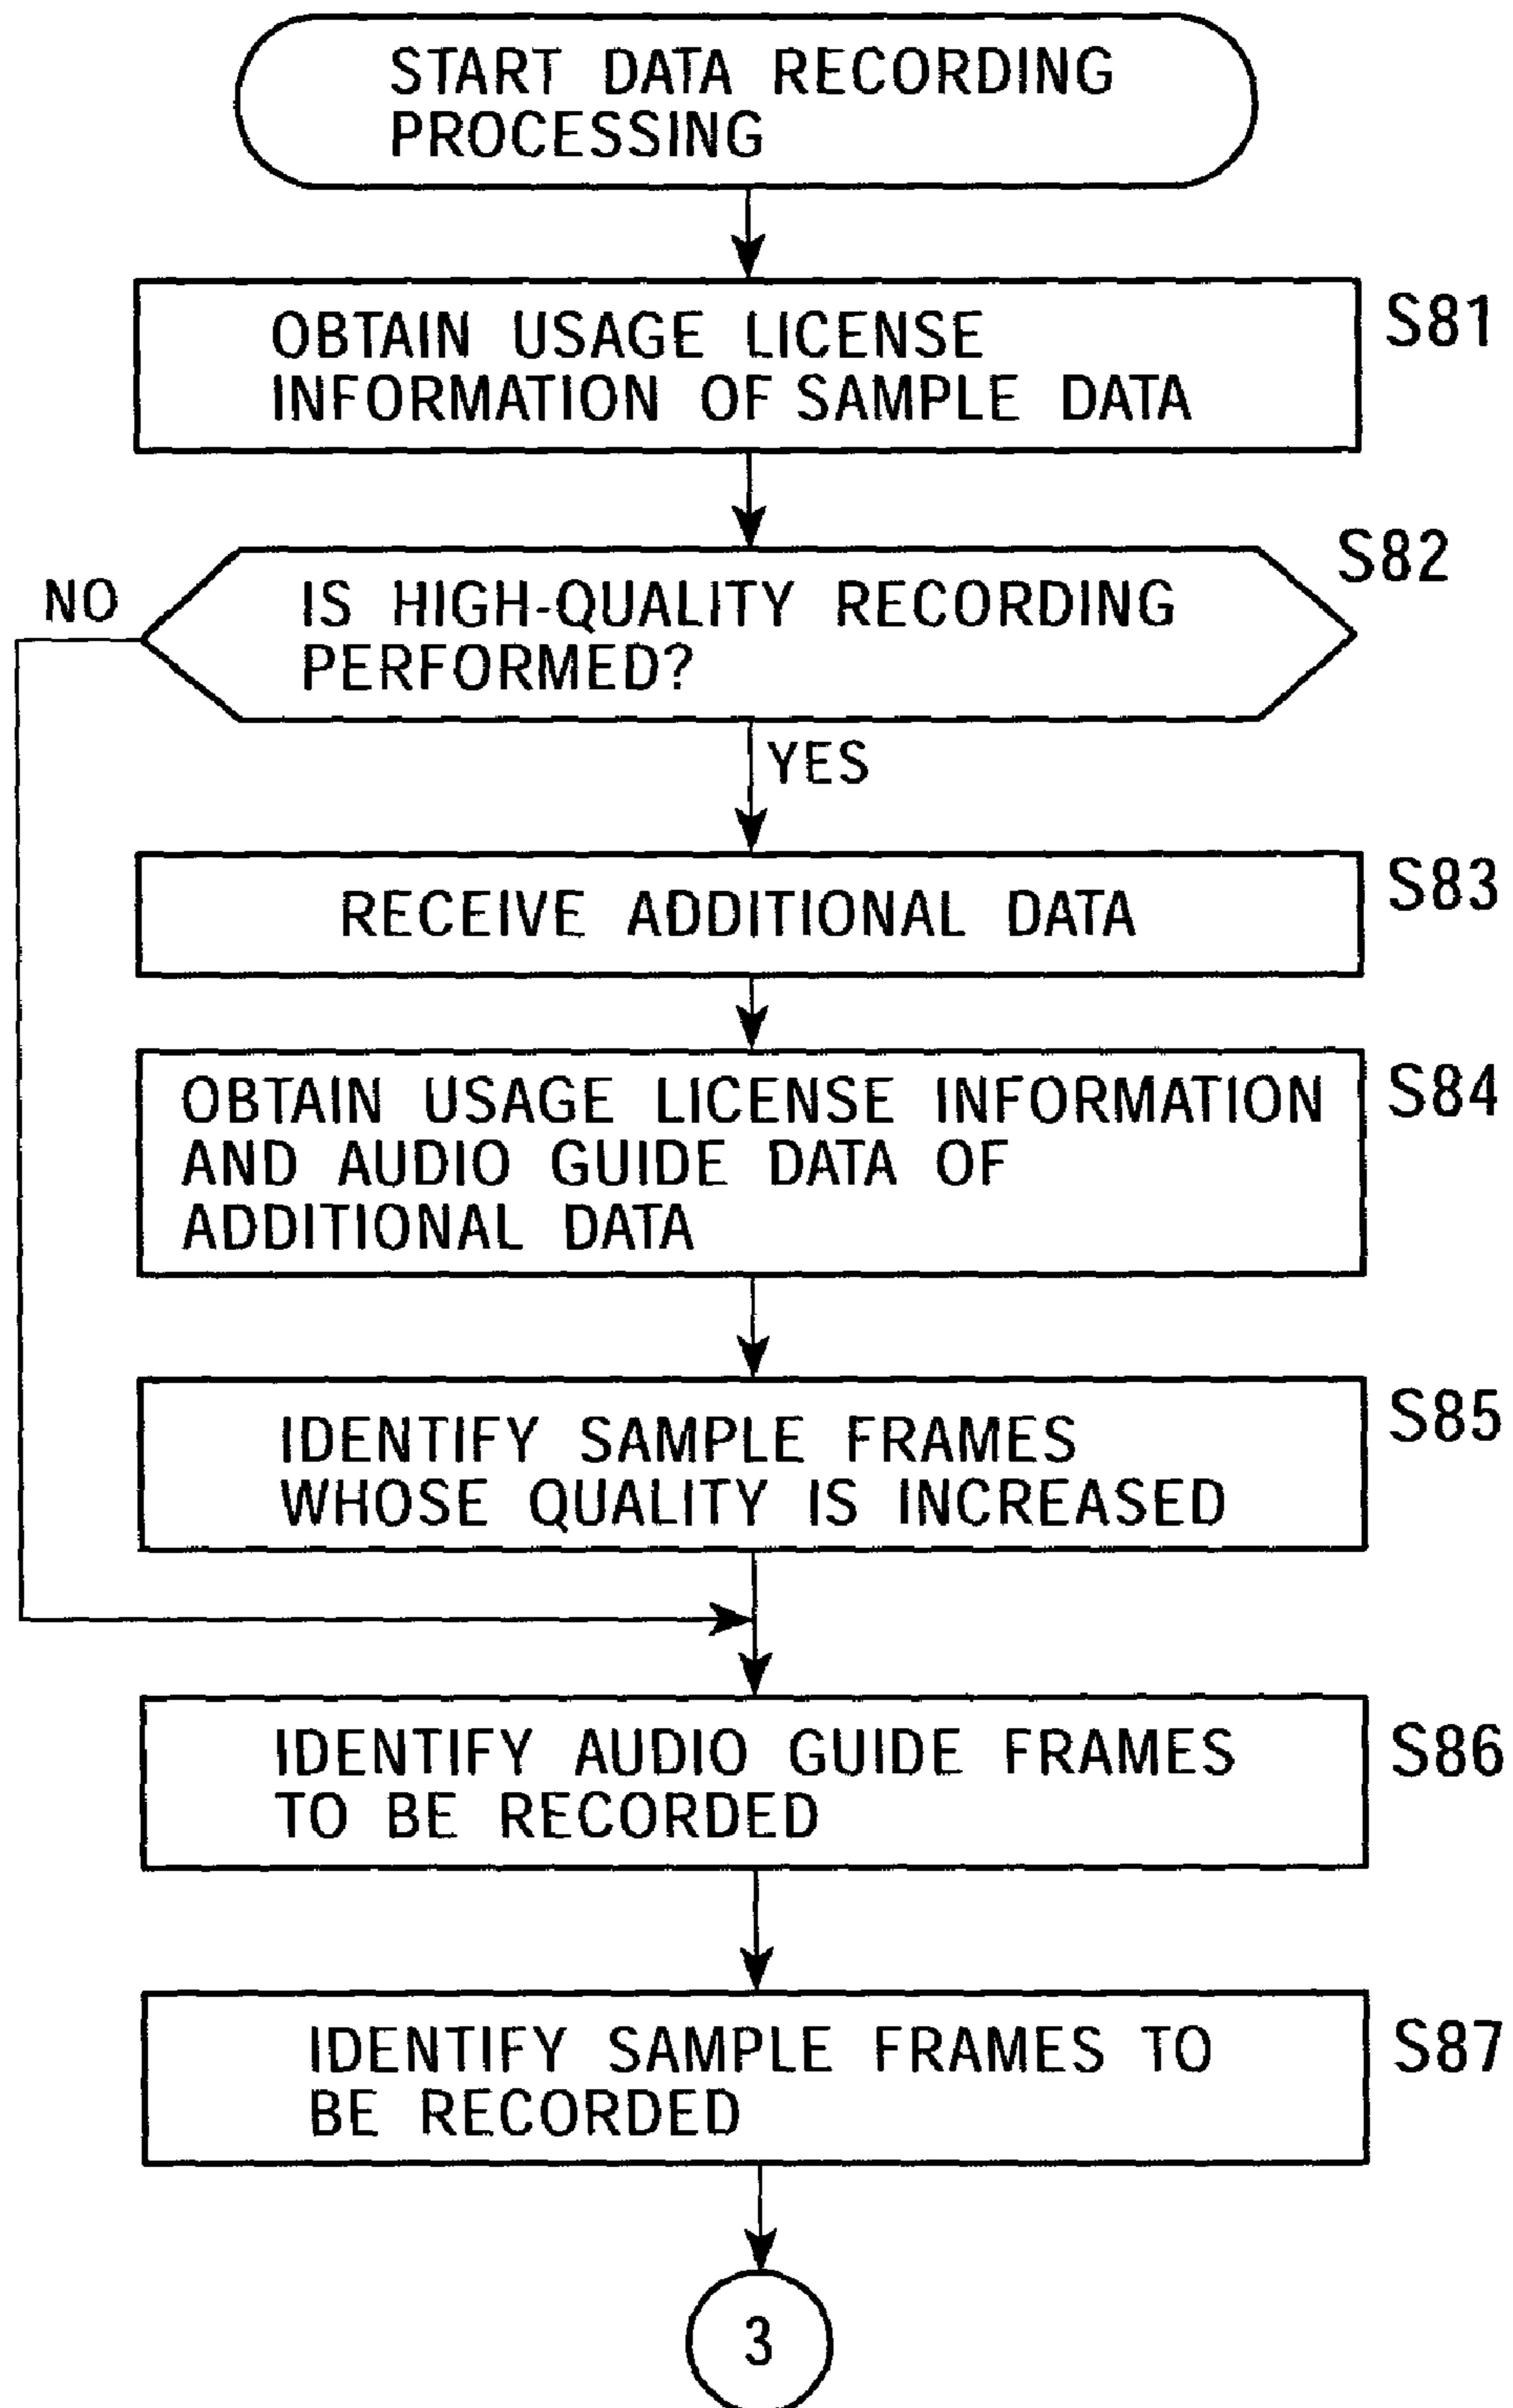 START DATA RECORDING
PROCESSING
OBTAIN USAGE LICENSE
INFORMATION OF SAMPLE DATA
S81
IS HIGH-QUALITY RECORDING
PERFORMED?
S82
NO
YES
RECEIVE ADDITIONAL DATA
S83
OBTAIN USAGE LICENSE INFORMATION
AND AUDIO GUIDE DATA OF
ADDITIONAL DATA
S84
IDENTIFY SAMPLE FRAMES
WHOSE QUALITY IS INCREASED
S85
IDENTIFY AUDIO GUIDE FRAMES
TO BE RECORDED
S86
IDENTIFY SAMPLE FRAMES TO
BE RECORDED
S87
3